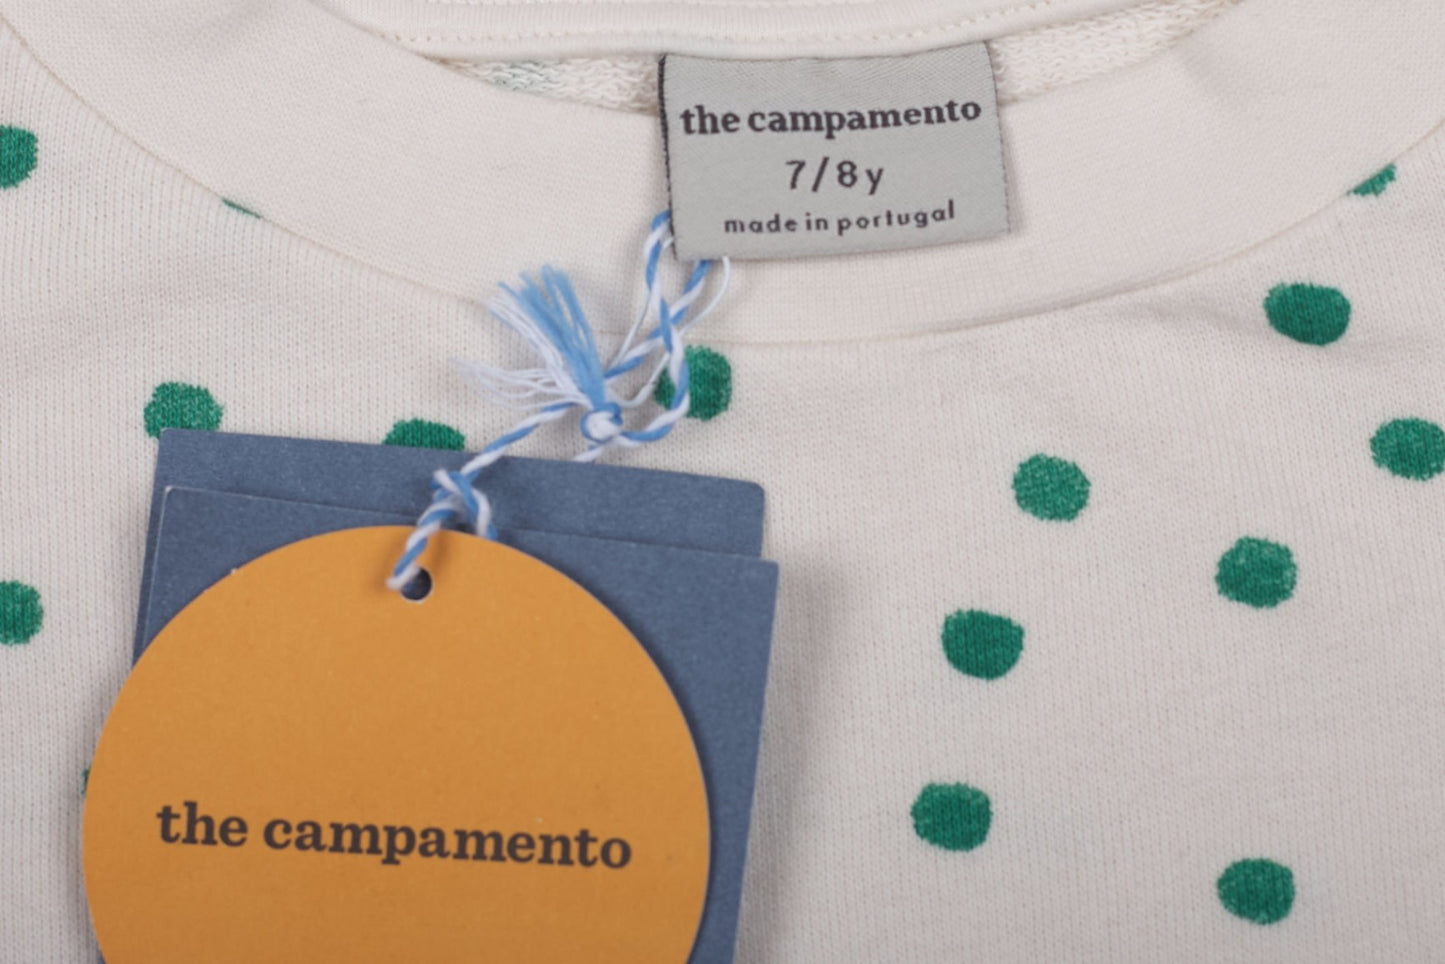 the campamento
7/8y
made in portugal
the campamento